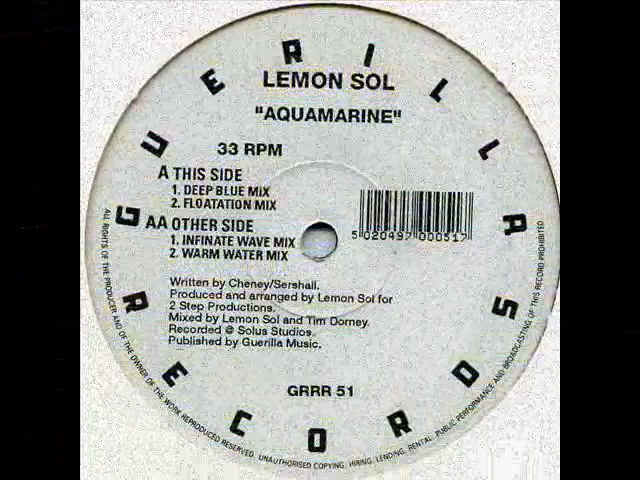 GUERILLA RECORDS
LEMON SOL
"AQUAMARINE"
33 RPM
A THIS SIDE
1. DEEP BLUE MIX
2. FLOATATION MIX
AA OTHER SIDE
1. INFINATE WAVE MIX
2. WARM WATER MIX
5 020497 000517
Written by Cheney/Sershall.
Produced and arranged by Lemon Sol for
2 Step Productions.
Mixed by Lemon Sol and Tim Dorney.
Recorded @ Solus Studios.
Published by Guerilla Music.
GRRR 51
ALL RIGHTS OF THE PRODUCER AND OF THE OWNER OF THE WORK REPRODUCED RESERVED. UNAUTHORISED COPYING, HIRING, LENDING, RENTAL, PUBLIC PERFORMANCE AND BROADCASTING OF THIS RECORD PROHIBITED